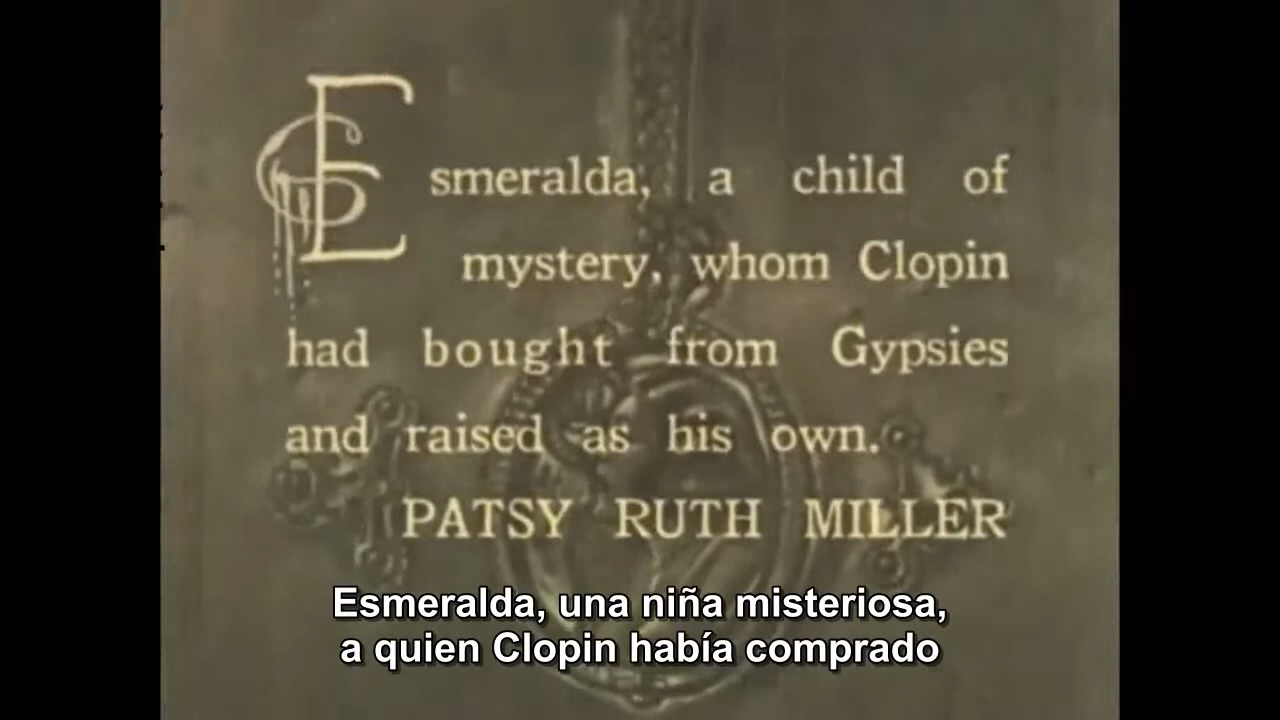 Esmeralda, a child of
mystery, whom Clopin
had bought from Gypsies
and raised as his own.
PATSY RUTH MILLER
Esmeralda, una niña misteriosa,
a quien Clopin había comprado